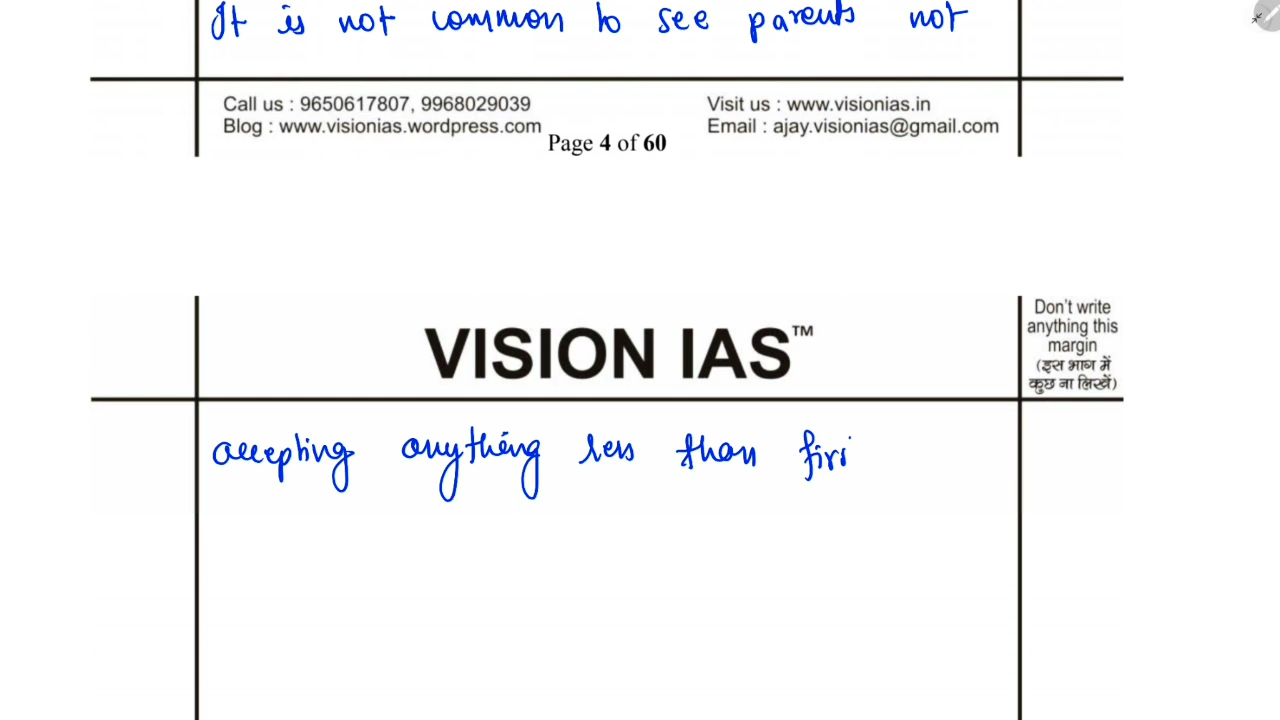 It is not common to see parents not
Call us : 9650617807, 9968029039
Visit us : www.visionias.in
Blog : www.visionias.wordpress.com
Email : ajay.visionias@gmail.com
Page 4 of 60
VISION IAS™
Don't write
anything this
margin
(इस भाग में
कुछ ना लिखें)
accepting anything less than firs